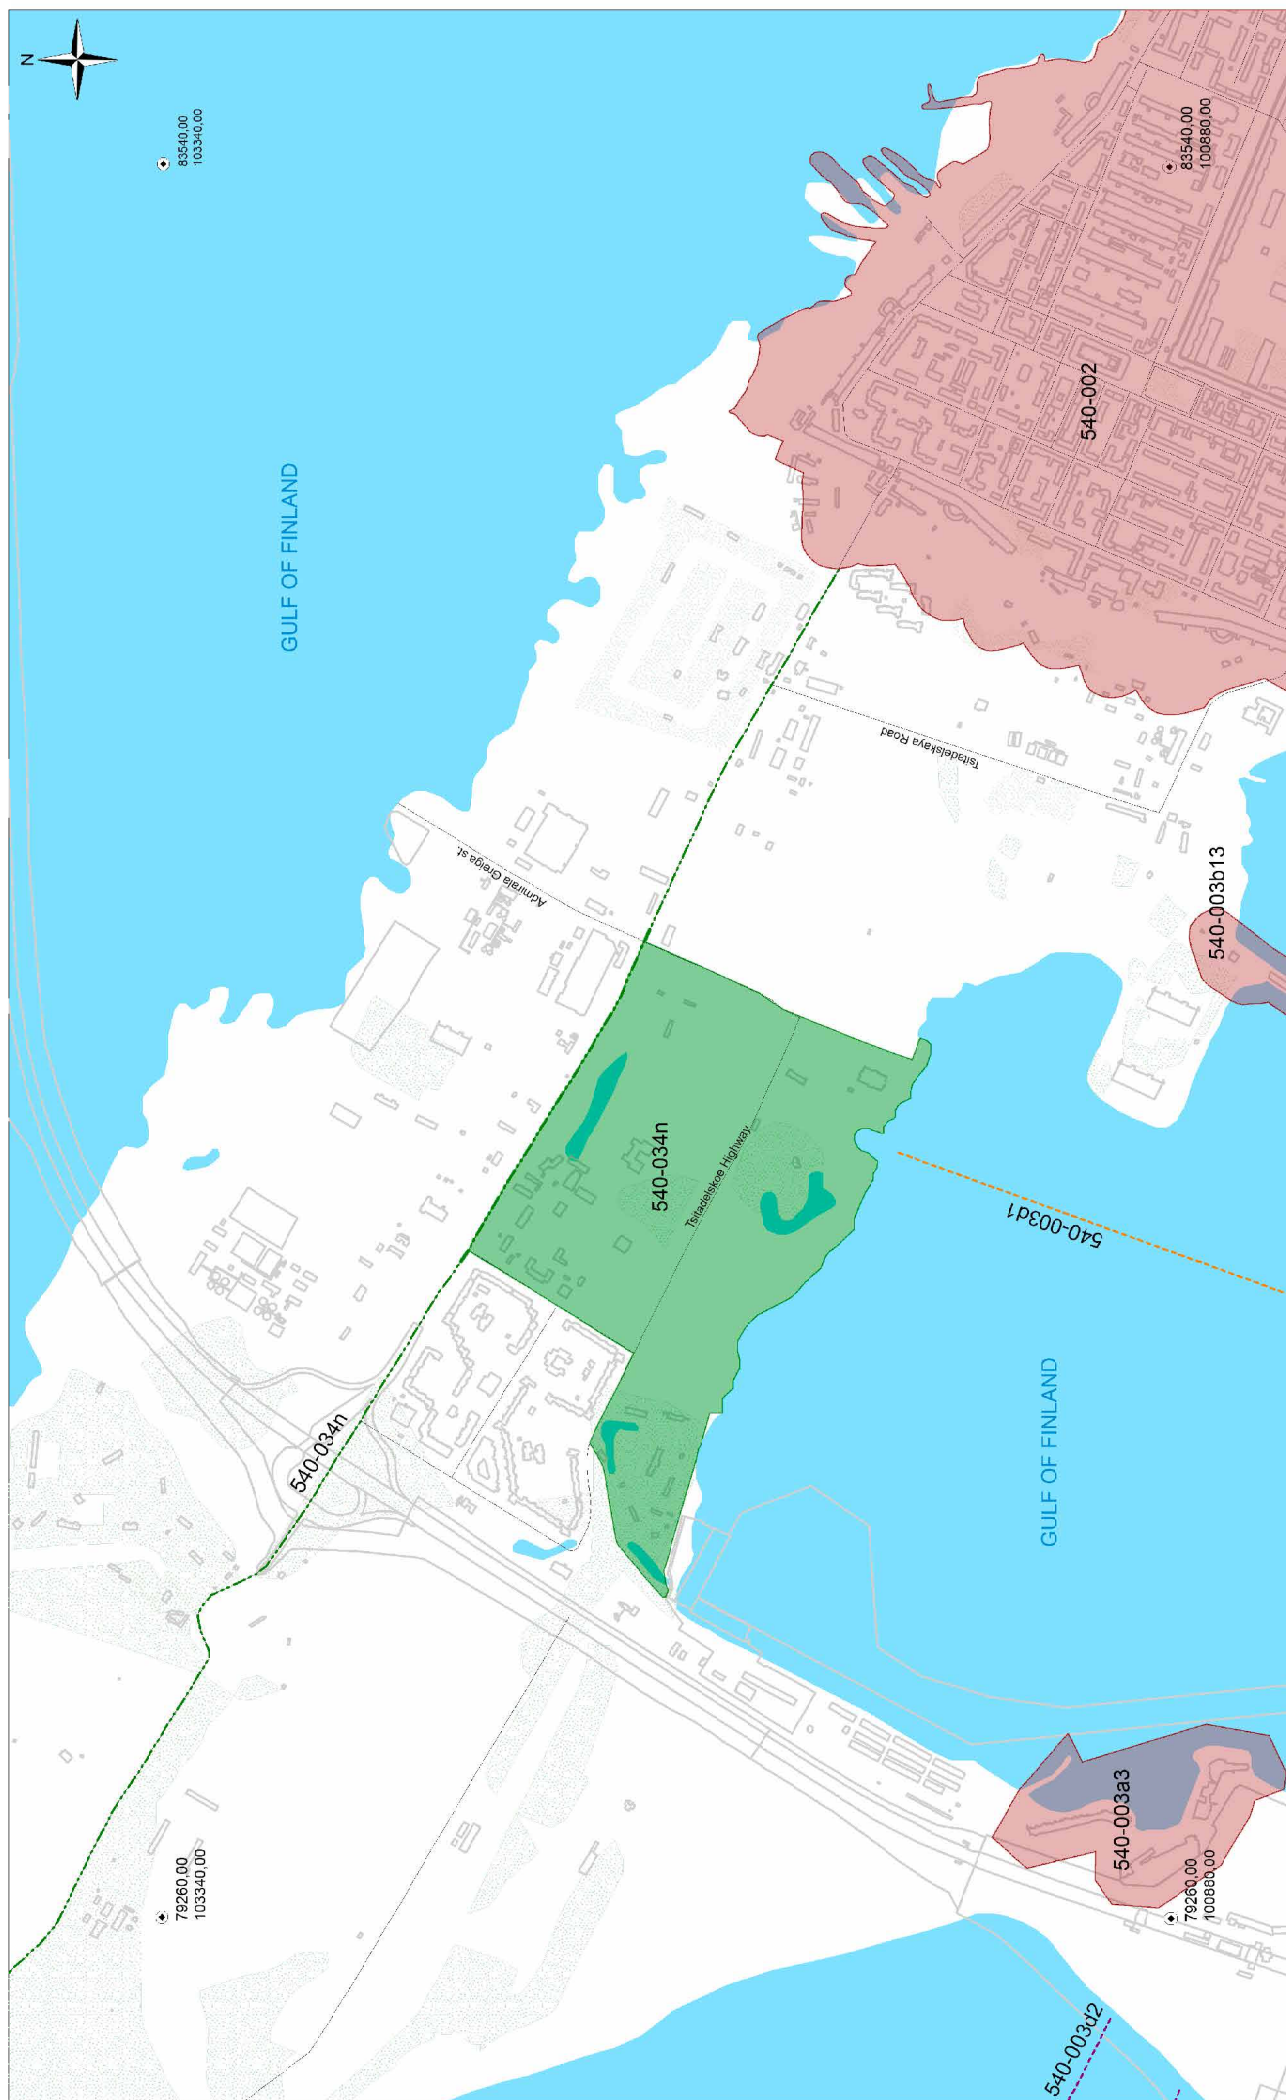 N
83540,00
103340,00
83540,00
100880,00
540-002
GULF OF FINLAND
Tsitadelskaya Road
Admirala Greiga st.
540-003b13
540-034n
Tsitadelskoe Highway
540-003d1
540-034n
GULF OF FINLAND
540-003a3
79260,00
103340,00
79260,00
100880,00
540-003d2